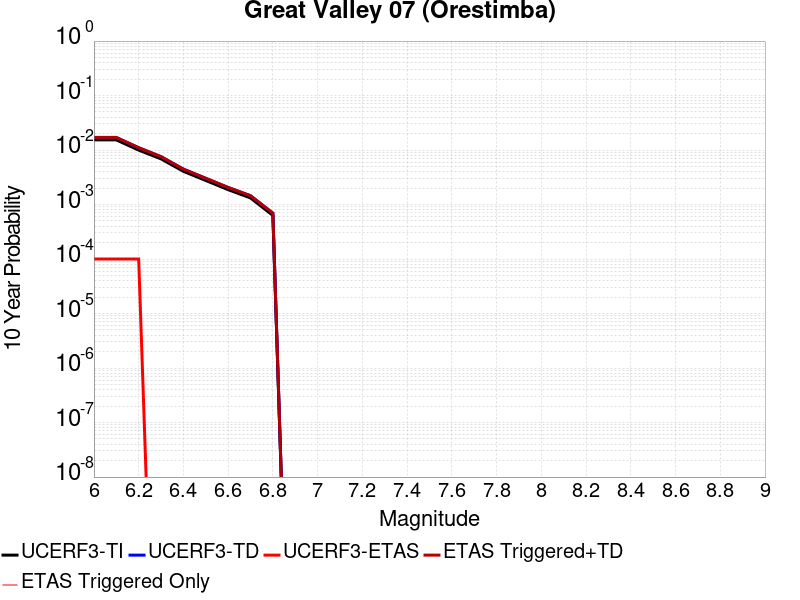 Great Valley 07 (Orestimba)
10^0
10^-1
10^-2
10^-3
10^-4
10^-5
10^-6
10^-7
10^-8
10 Year Probability
6 6.2 6.4 6.6 6.8 7 7.2 7.4 7.6 7.8 8 8.2 8.4 8.6 8.8 9
Magnitude
UCERF3-TI UCERF3-TD UCERF3-ETAS ETAS Triggered+TD
ETAS Triggered Only